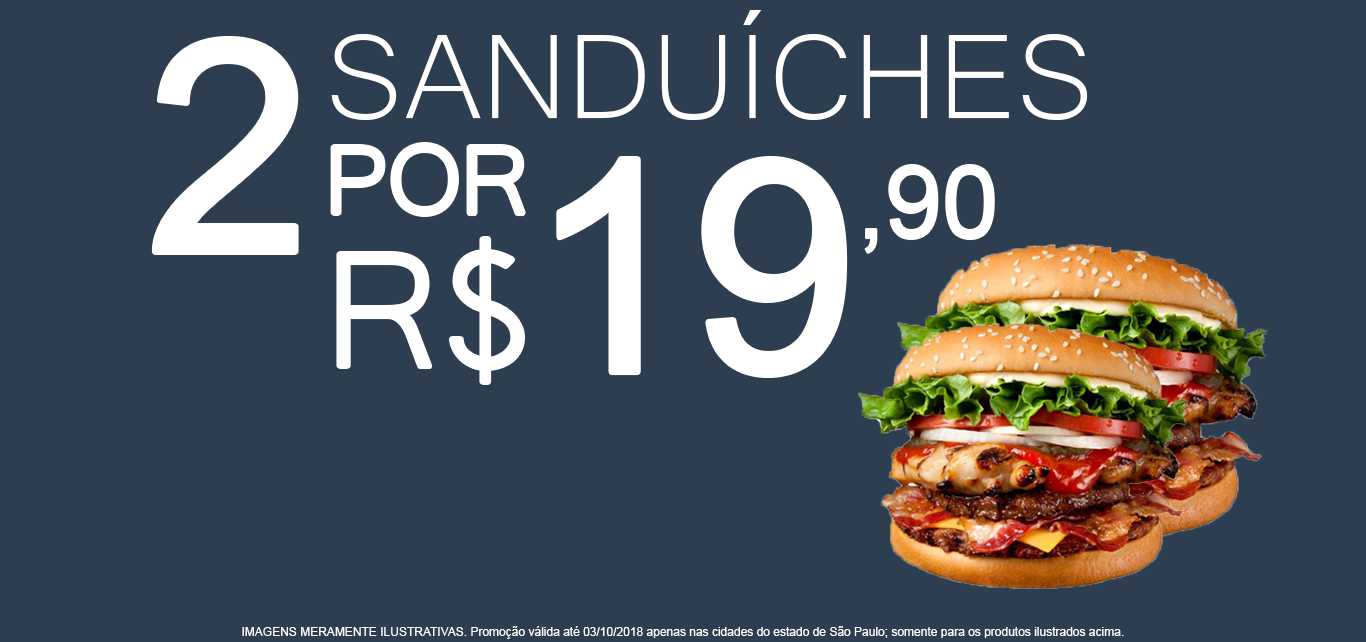 2 SANDUÍCHES
POR
R$ 19,90
IMAGENS MERAMENTE ILUSTRATIVAS. Promoção válida até 03/10/2018 apenas nas cidades do estado de São Paulo; somente para os produtos ilustrados acima.